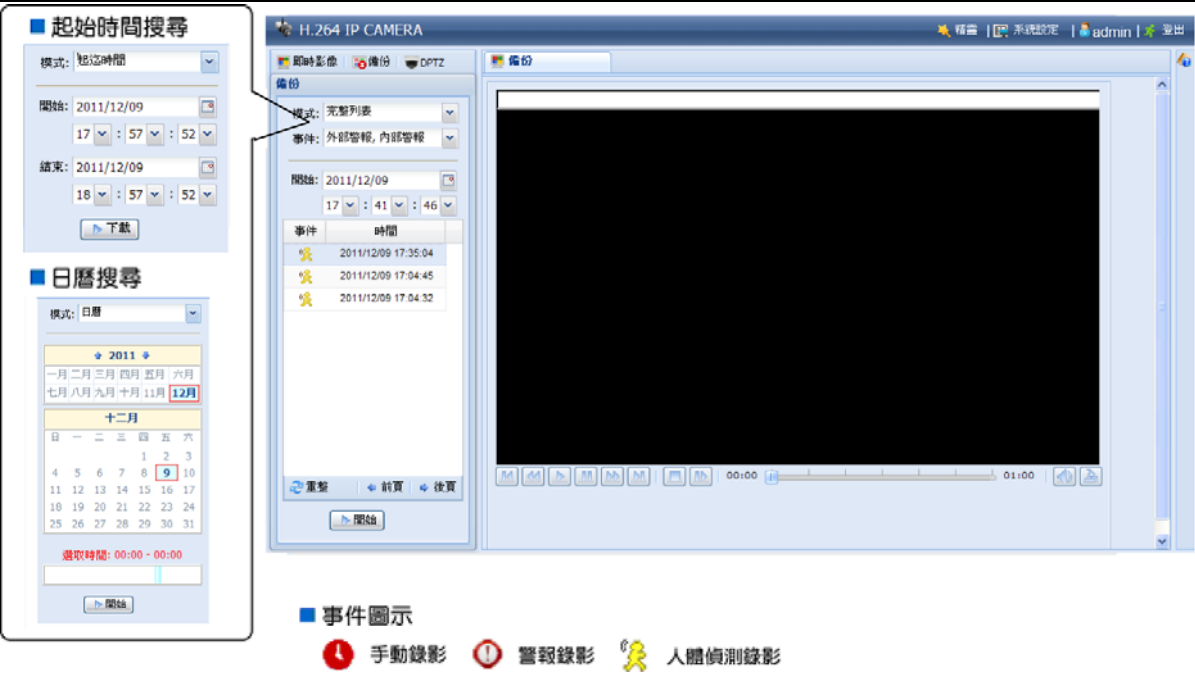 起始時間搜尋
模式: 起迄時間
開始: 2011/12/09
17 : 57 : 52
結束: 2011/12/09
18 : 57 : 52
下載
日曆搜尋
模式: 日曆
2011
一月 二月 三月 四月 五月 六月
七月 八月 九月 十月 11月 12月
十二月
日 一 二 三 四 五 六
1 2 3
4 5 6 7 8 9 10
11 12 13 14 15 16 17
18 19 20 21 22 23 24
25 26 27 28 29 30 31
選取時間: 00:00 - 00:00
開始
H.264 IP CAMERA
精靈 | 系統設定 | admin | 登出
即時影像 備份 DPTZ
備份
模式: 完整列表
事件: 外部警報, 內部警報
開始: 2011/12/09
17 : 41 : 46
事件 時間
2011/12/09 17:35:04
2011/12/09 17:04:45
2011/12/09 17:04:32
重整 前頁 後頁
開始
備份
00:00 01:00
事件圖示
手動錄影 警報錄影 人體偵測錄影